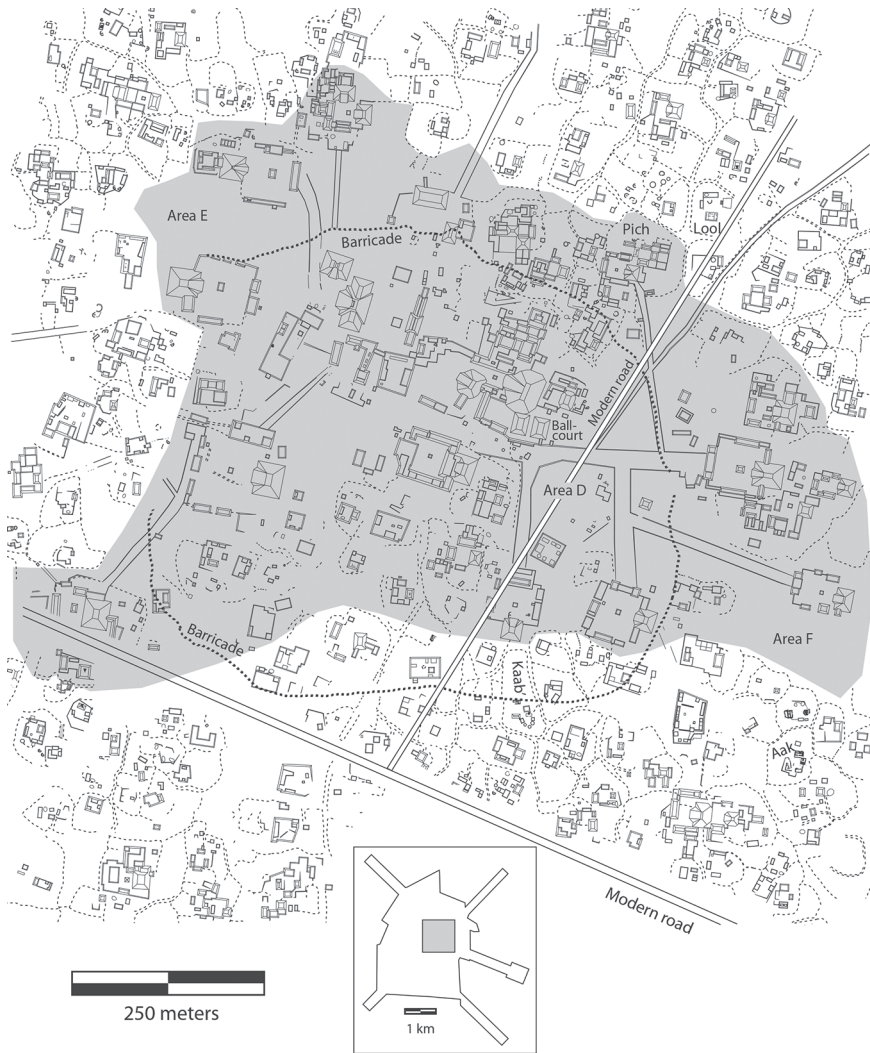 Area E
Barricade
Pich
Lool
Modern road
Ball-
court
Area D
Barricade
Kaab'
Area F
Aak
Modern road
250 meters
1 km